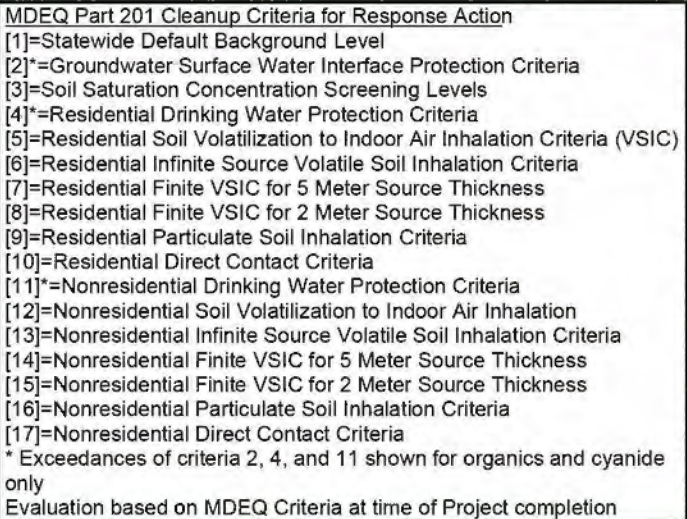 MDEQ Part 201 Cleanup Criteria for Response Action
[1]=Statewide Default Background Level
[2]*=Groundwater Surface Water Interface Protection Criteria
[3]=Soil Saturation Concentration Screening Levels
[4]*=Residential Drinking Water Protection Criteria
[5]=Residential Soil Volatilization to Indoor Air Inhalation Criteria (VSIC)
[6]=Residential Infinite Source Volatile Soil Inhalation Criteria
[7]=Residential Finite VSIC for 5 Meter Source Thickness
[8]=Residential Finite VSIC for 2 Meter Source Thickness
[9]=Residential Particulate Soil Inhalation Criteria
[10]=Residential Direct Contact Criteria
[11]*=Nonresidential Drinking Water Protection Criteria
[12]=Nonresidential Soil Volatilization to Indoor Air Inhalation
[13]=Nonresidential Infinite Source Volatile Soil Inhalation Criteria
[14]=Nonresidential Finite VSIC for 5 Meter Source Thickness
[15]=Nonresidential Finite VSIC for 2 Meter Source Thickness
[16]=Nonresidential Particulate Soil Inhalation Criteria
[17]=Nonresidential Direct Contact Criteria
* Exceedances of criteria 2, 4, and 11 shown for organics and cyanide
only
Evaluation based on MDEQ Criteria at time of Project completion